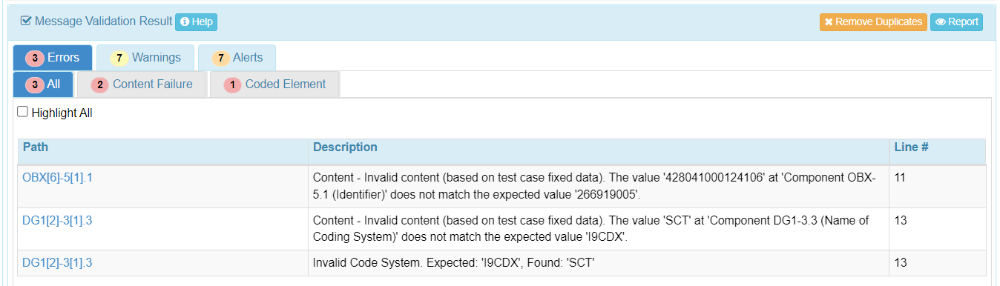 Message Validation Result Help Remove Duplicates Report
3 Errors 7 Warnings 7 Alerts
3 All 2 Content Failure 1 Coded Element
Highlight All
Path Description Line #
OBX[6]-5[1].1 Content - Invalid content (based on test case fixed data). The value '428041000124106' at 'Component OBX- 11
5.1 (Identifier)' does not match the expected value '266919005'.
DG1[2]-3[1].3 Content - Invalid content (based on test case fixed data). The value 'SCT' at 'Component DG1-3.3 (Name of 13
Coding System)' does not match the expected value 'I9CDX'.
DG1[2]-3[1].3 Invalid Code System. Expected: 'I9CDX', Found: 'SCT' 13